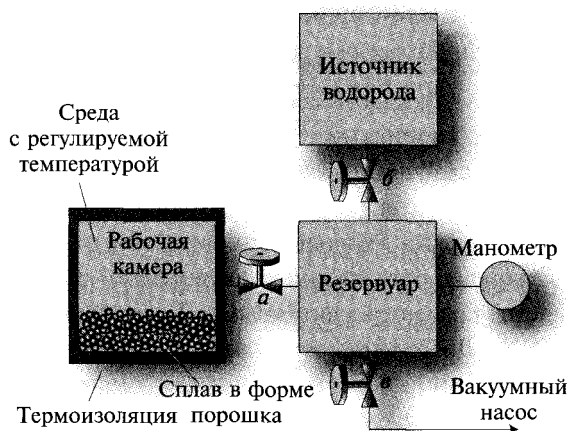 Источник
водорода
Среда
с регулируемой
температурой
б
Рабочая
камера
а
Резервуар
Манометр
в
Сплав в форме
порошка
Термоизоляция
Вакуумный
насос